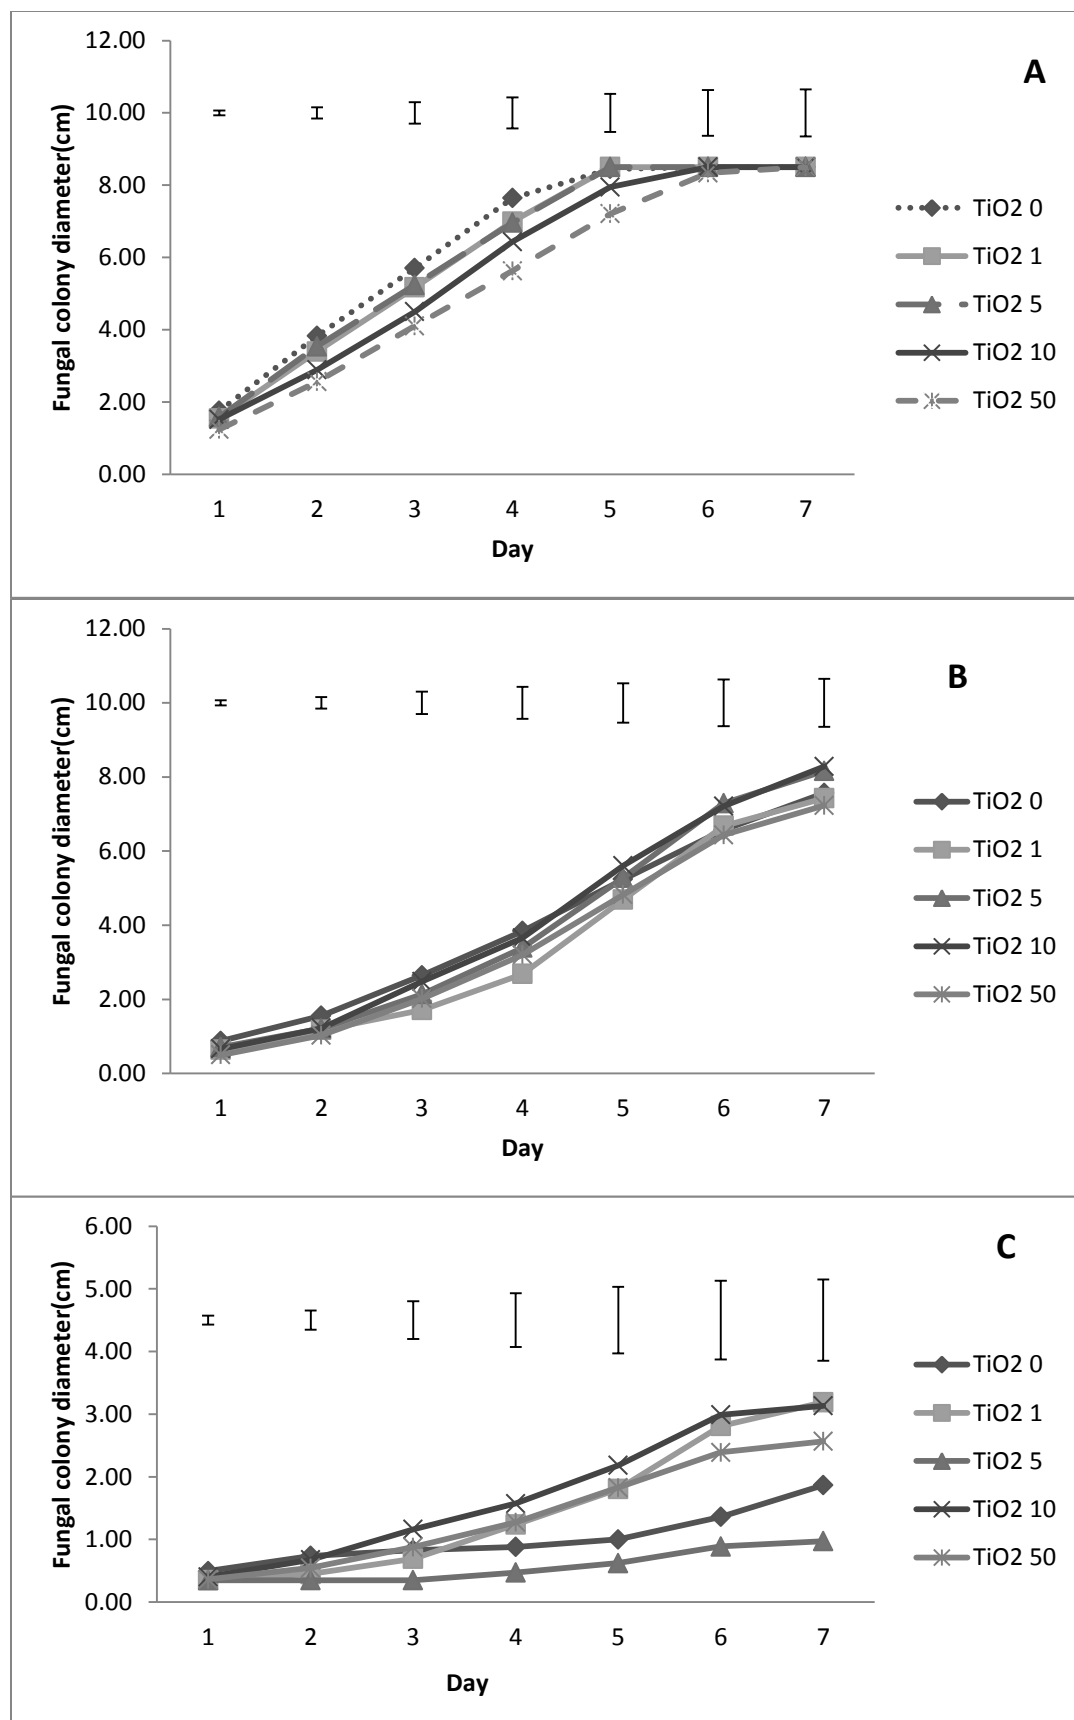 A
Fungal colony diameter(cm)
12.00
10.00
8.00
6.00
4.00
2.00
0.00
1 2 3 4 5 6 7
Day
TiO2 0
TiO2 1
TiO2 5
TiO2 10
TiO2 50
B
Fungal colony diameter(cm)
12.00
10.00
8.00
6.00
4.00
2.00
0.00
1 2 3 4 5 6 7
Day
TiO2 0
TiO2 1
TiO2 5
TiO2 10
TiO2 50
C
Fungal colony diameter(cm)
6.00
5.00
4.00
3.00
2.00
1.00
0.00
1 2 3 4 5 6 7
Day
TiO2 0
TiO2 1
TiO2 5
TiO2 10
TiO2 50